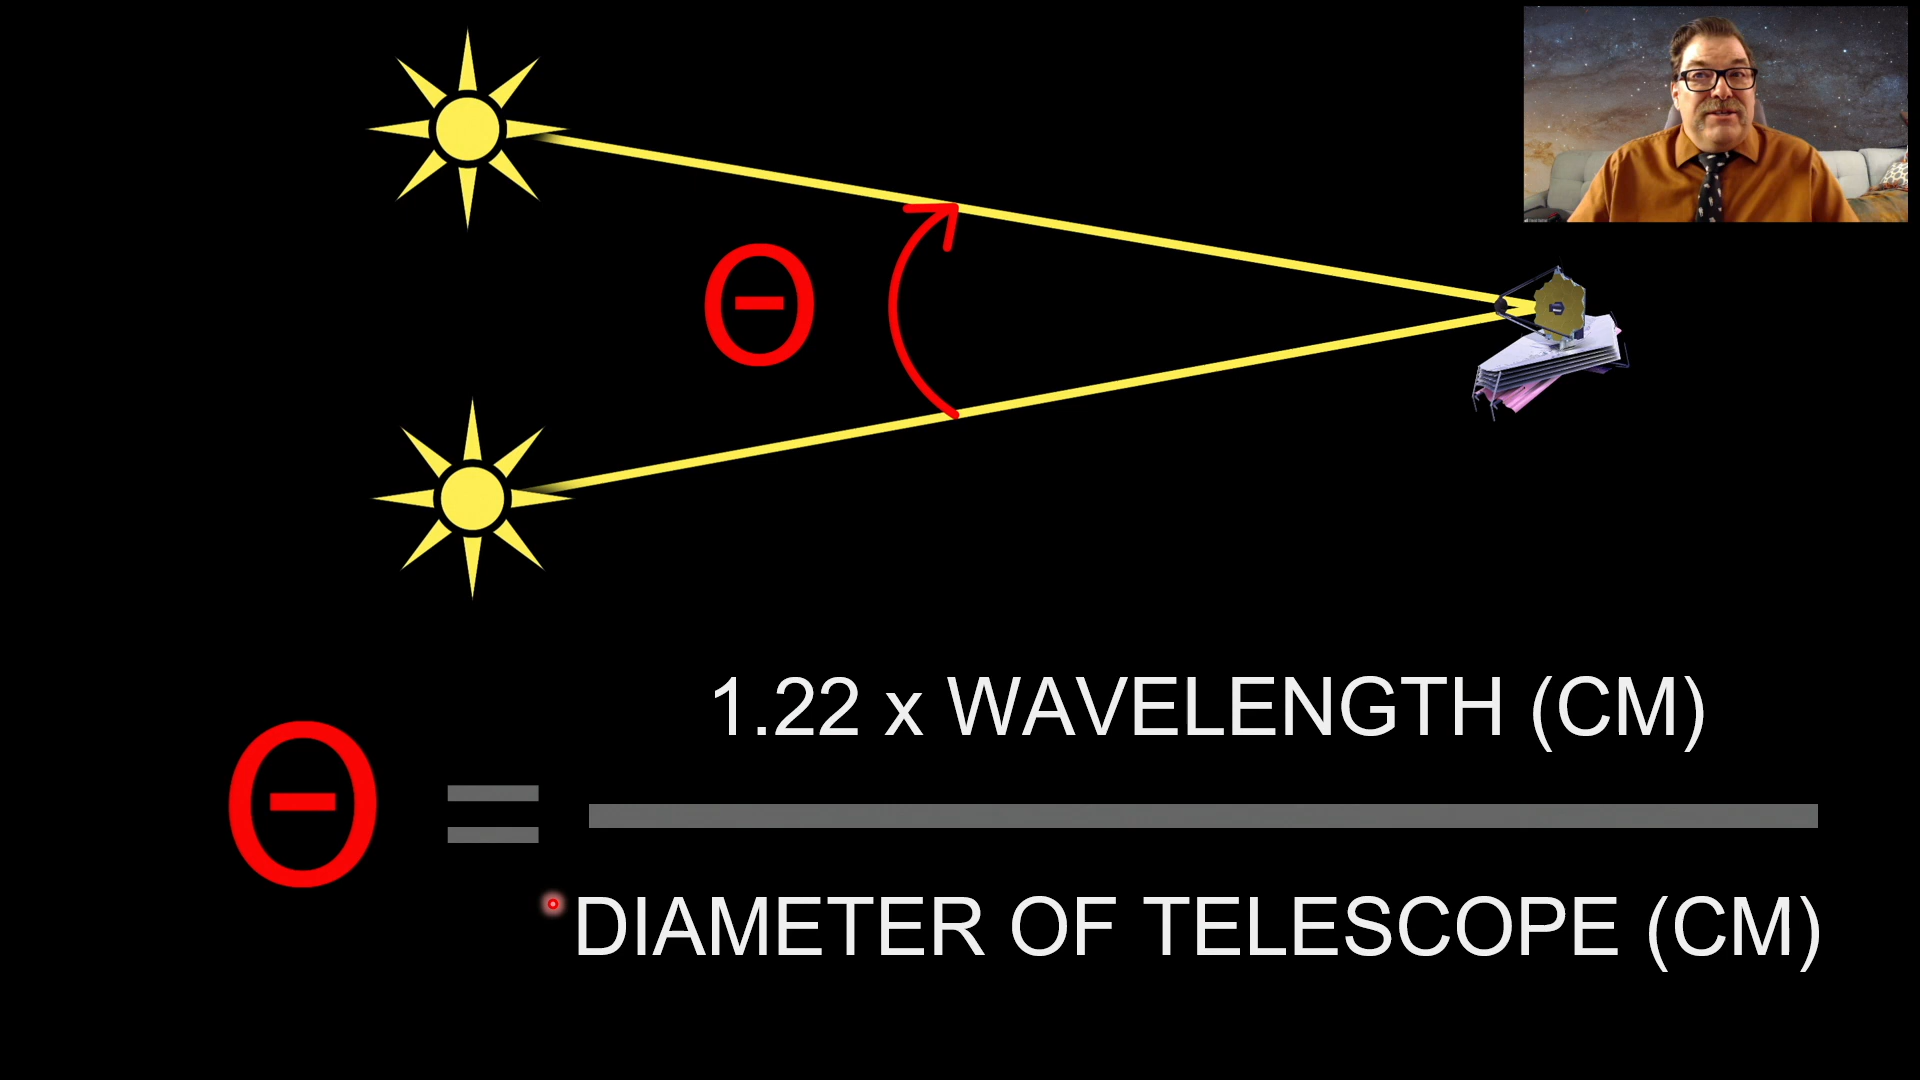 Θ
1.22 x WAVELENGTH (CM)
Θ =
DIAMETER OF TELESCOPE (CM)